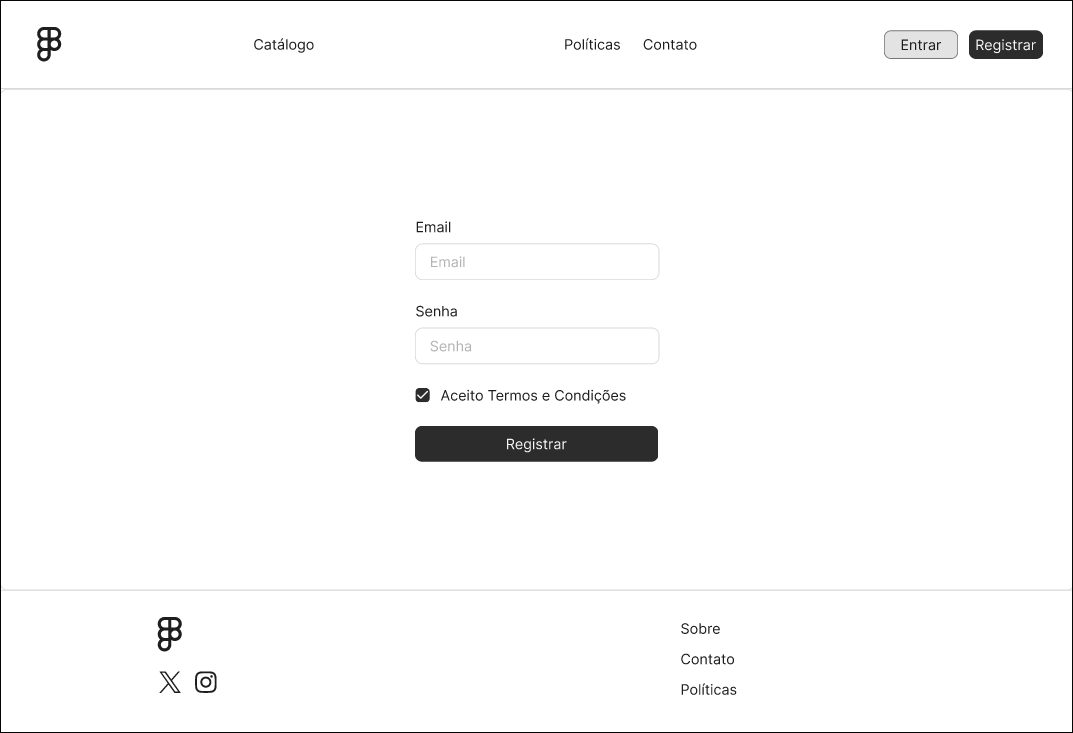 Catálogo
Políticas
Contato
Entrar
Registrar
Email
Email
Senha
Senha
Aceito Termos e Condições
Registrar
Sobre
Contato
Políticas